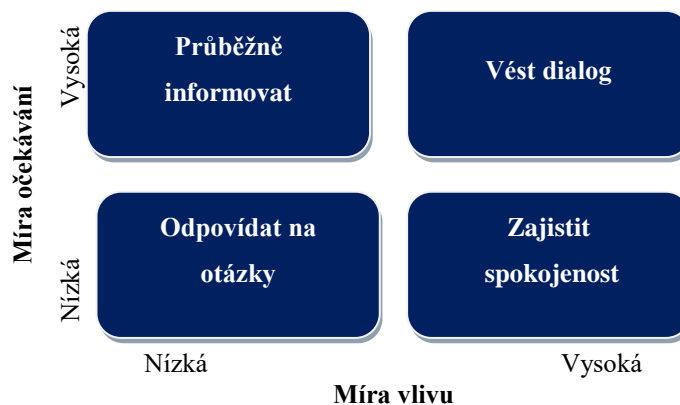 Míra očekávání
Vysoká
Nízká
Průběžně
informovat
Vést dialog
Odpovídat na
otázky
Zajistit
spokojenost
Nízká
Vysoká
Míra vlivu